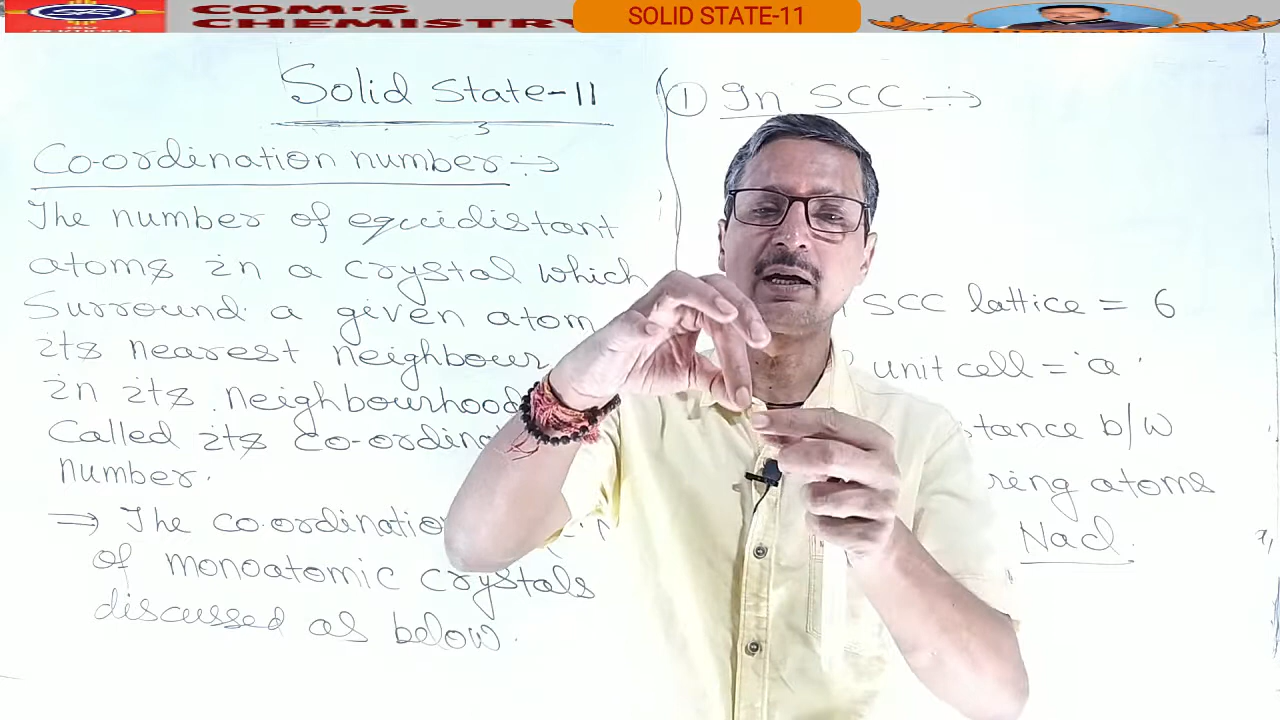 COM'S
CHEMISTRY
SOLID STATE-11
Solid State-11
Co-ordination number :→
The number of equidistant
atoms in a crystal which
Surround a given atom
its nearest neighbour
in its neighbourhood
Called its co-ordina
number.
⇒ The co.ordinatio
of monoatomic crystals
discussed as below.
① In SCC :→
SCC lattice = 6
unit cell = 'a'
stance b/w
ring atoms
Nacl.